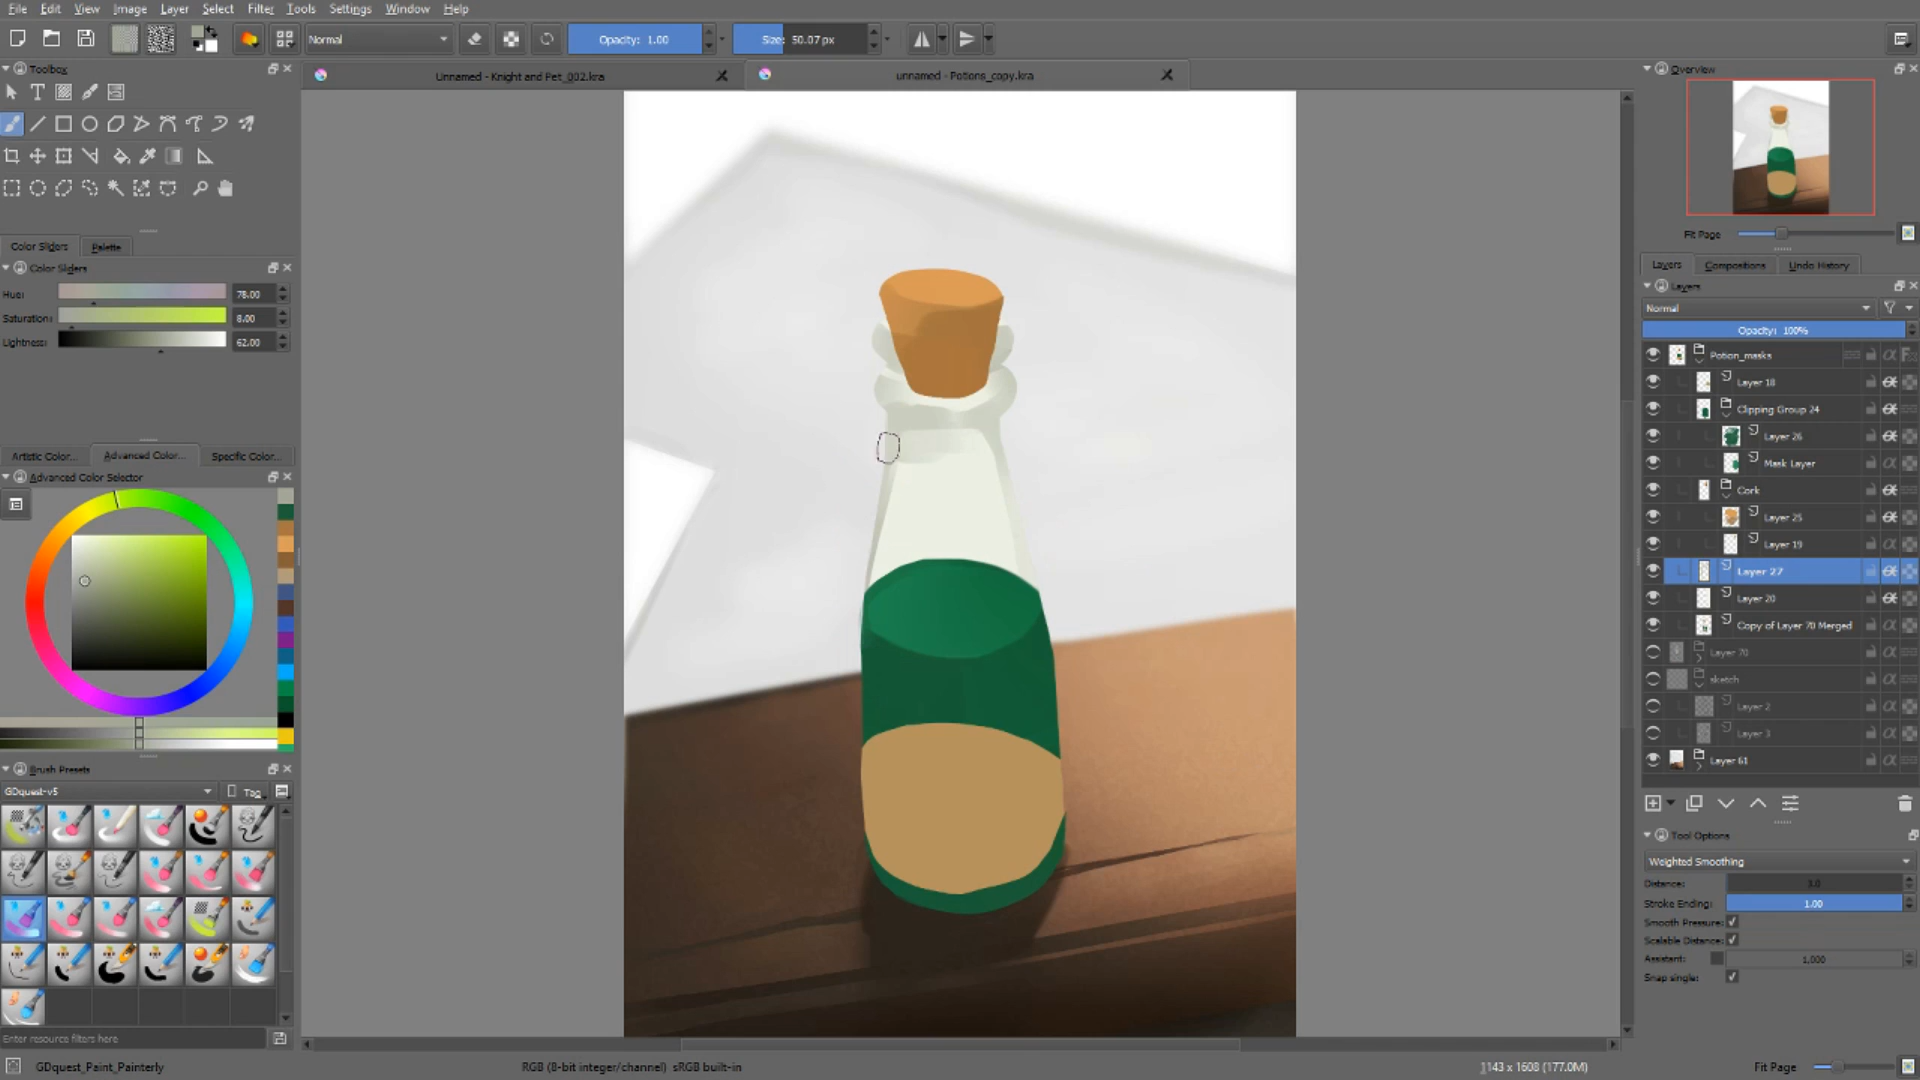 File Edit View Image Layer Select Filter Tools Settings Window Help
Normal Opacity: 1.00 Size: 50.07 px
Toolbox
Unnamed - Knight and Pet_002.kra unnamed - Potions_copy.kra
Overview
Fit Page
Color Sliders Palette
Color Sliders
Hue: 78.00
Saturation: 8.00
Lightness: 62.00
Artistic Color... Advanced Color... Specific Color...
Advanced Color Selector
Brush Presets
GDquest-v5 Tag
Enter resource filters here
Layers Compositions Undo History
Layers
Normal
Opacity: 100%
Potion_masks
Layer 18
Clipping Group 24
Layer 26
Mask Layer
Cork
Layer 25
Layer 19
Layer 27
Layer 20
Copy of Layer 70 Merged
Layer 70
sketch
Layer 2
Layer 3
Layer 61
Tool Options
Weighted Smoothing
Distance: 3.0
Stroke Ending: 1.00
Smooth Pressure:
Scalable Distance:
Assistant: 1,000
Snap single:
GDquest_Paint_Painterly RGB (8-bit integer/channel) sRGB built-in 1143 x 1608 (177.0M) Fit Page